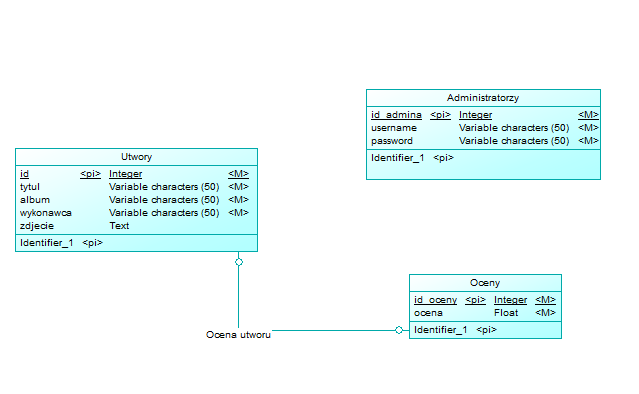 Administratorzy
id_admina <pi> Integer <M>
username Variable characters (50) <M>
password Variable characters (50) <M>
Identifier_1 <pi>
Utwory
id <pi> Integer <M>
tytul Variable characters (50) <M>
album Variable characters (50) <M>
wykonawca Variable characters (50) <M>
zdjecie Text
Identifier_1 <pi>
Oceny
id_oceny <pi> Integer <M>
ocena Float <M>
Identifier_1 <pi>
Ocena utworu